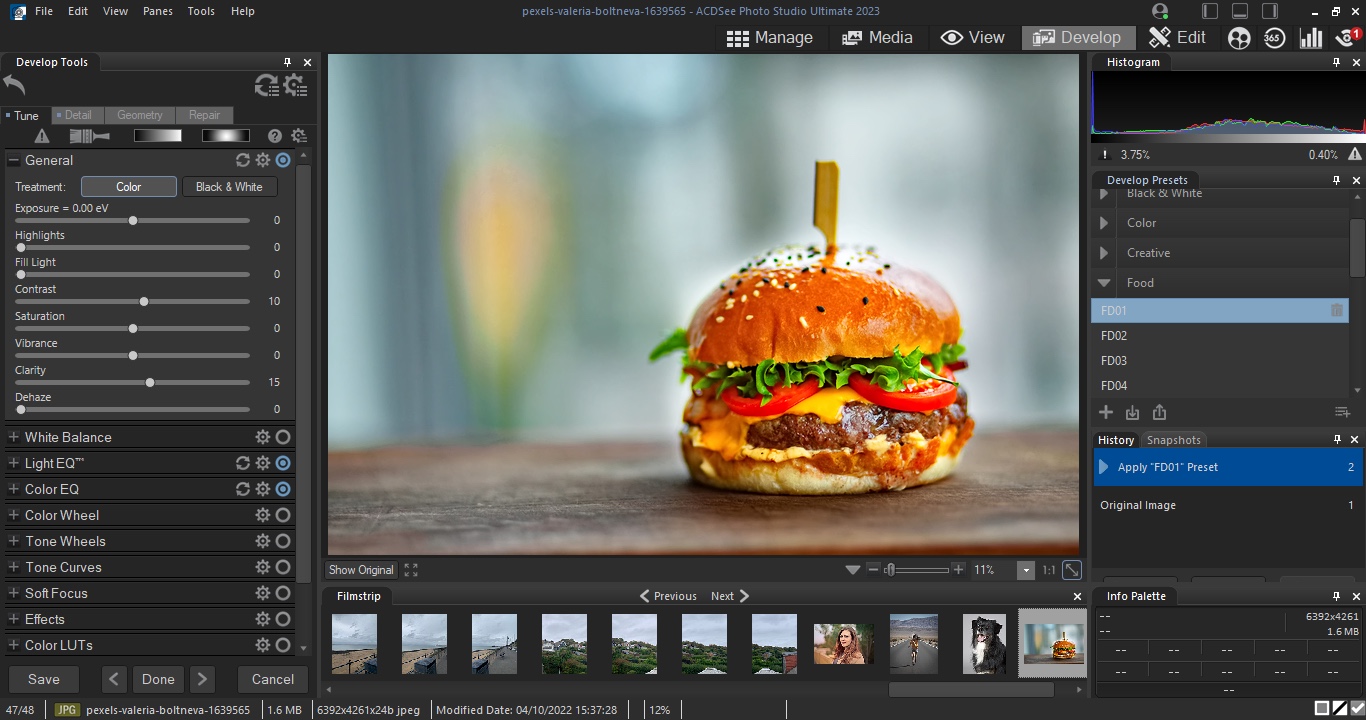 File Edit View Panes Tools Help
pexels-valeria-boltneva-1639565 - ACDSee Photo Studio Ultimate 2023
Manage Media View Develop Edit 365 1
Develop Tools
Tune Detail Geometry Repair
General
Treatment: Color Black & White
Exposure = 0.00 eV
0
Highlights
0
Fill Light
0
Contrast
10
Saturation
0
Vibrance
0
Clarity
15
Dehaze
0
White Balance
Light EQ™
Color EQ
Color Wheel
Tone Wheels
Tone Curves
Soft Focus
Effects
Color LUTs
Save Done Cancel
Show Original
11% 1:1
Filmstrip
Previous Next
Histogram
3.75% 0.40%
Develop Presets
Black & White
Color
Creative
Food
FD01
FD02
FD03
FD04
History Snapshots
Apply "FD01" Preset 2
Original Image 1
Info Palette
-- 6392x4261
-- 1.6 MB
-- -- -- -- --
-- -- -- -- --
--
47/48 JPG pexels-valeria-boltneva-1639565 1.6 MB 6392x4261x24b jpeg Modified Date: 04/10/2022 15:37:28 12%